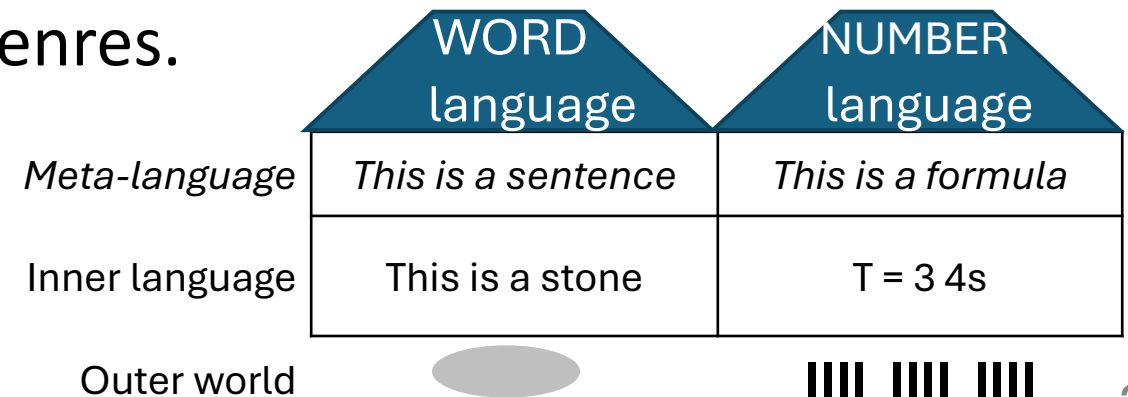 enres.
WORD
language
NUMBER
language
Meta-language
This is a sentence
This is a formula
Inner language
This is a stone
T = 3 4s
Outer world